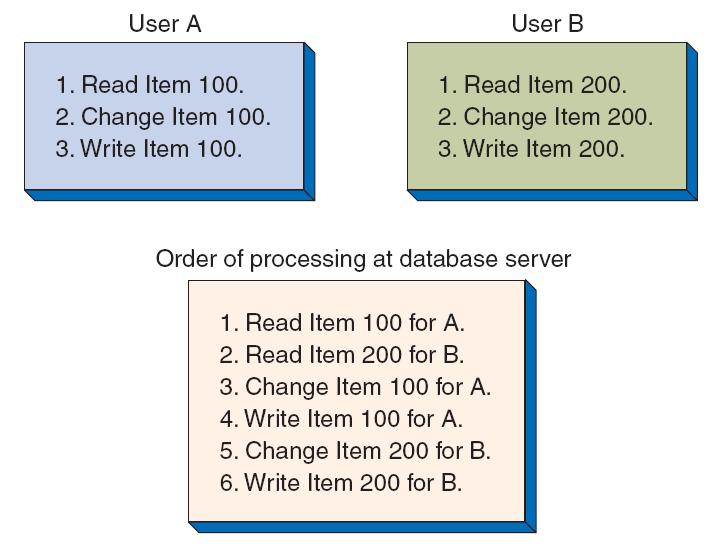 User A
1. Read Item 100.
2. Change Item 100.
3. Write Item 100.
User B
1. Read Item 200.
2. Change Item 200.
3. Write Item 200.
Order of processing at database server
1. Read Item 100 for A.
2. Read Item 200 for B.
3. Change Item 100 for A.
4. Write Item 100 for A.
5. Change Item 200 for B.
6. Write Item 200 for B.